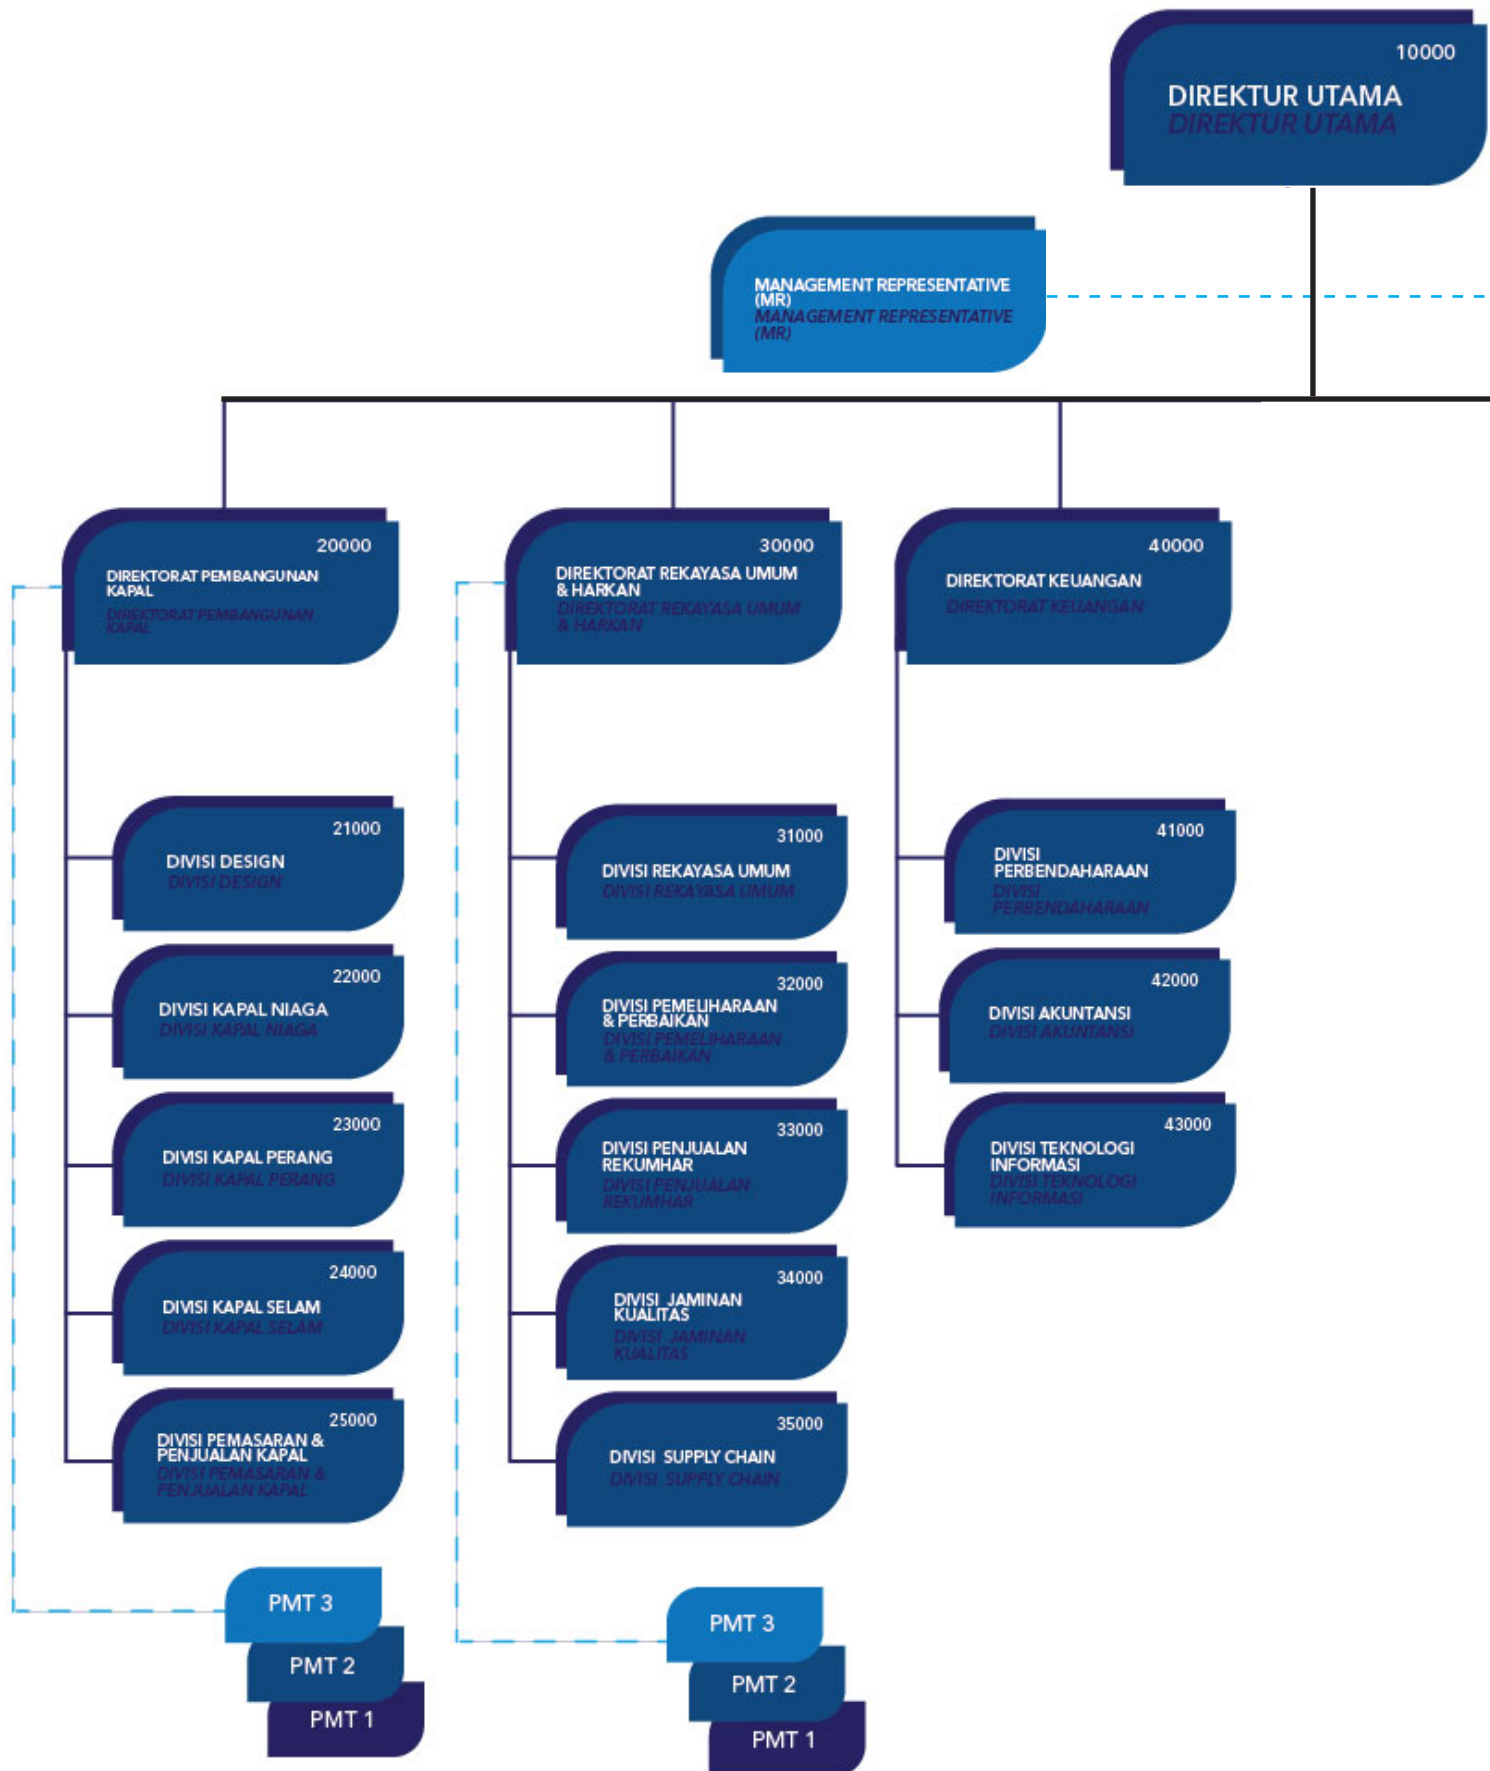 10000
DIREKTUR UTAMA
DIREKTUR UTAMA
MANAGEMENT REPRESENTATIVE
(MR)
MANAGEMENT REPRESENTATIVE
(MR)
20000
DIREKTORAT PEMBANGUNAN
KAPAL
DIREKTORAT PEMBANGUNAN
KAPAL
21000
DIVISI DESIGN
DIVISI DESIGN
22000
DIVISI KAPAL NIAGA
DIVISI KAPAL NIAGA
23000
DIVISI KAPAL PERANG
DIVISI KAPAL PERANG
24000
DIVISI KAPAL SELAM
DIVISI KAPAL SELAM
25000
DIVISI PEMASARAN &
PENJUALAN KAPAL
DIVISI PEMASARAN &
PENJUALAN KAPAL
PMT 3
PMT 2
PMT 1
30000
DIREKTORAT REKAYASA UMUM
& HARKAN
DIREKTORAT REKAYASA UMUM
& HARKAN
31000
DIVISI REKAYASA UMUM
DIVISI REKAYASA UMUM
32000
DIVISI PEMELIHARAAN
& PERBAIKAN
DIVISI PEMELIHARAAN
& PERBAIKAN
33000
DIVISI PENJUALAN
REKUMHAR
DIVISI PENJUALAN
REKUMHAR
34000
DIVISI JAMINAN
KUALITAS
DIVISI JAMINAN
KUALITAS
35000
DIVISI SUPPLY CHAIN
DIVISI SUPPLY CHAIN
PMT 3
PMT 2
PMT 1
40000
DIREKTORAT KEUANGAN
DIREKTORAT KEUANGAN
41000
DIVISI
PERBENDAHARAAN
DIVISI
PERBENDAHARAAN
42000
DIVISI AKUNTANSI
DIVISI AKUNTANSI
43000
DIVISI TEKNOLOGI
INFORMASI
DIVISI TEKNOLOGI
INFORMASI